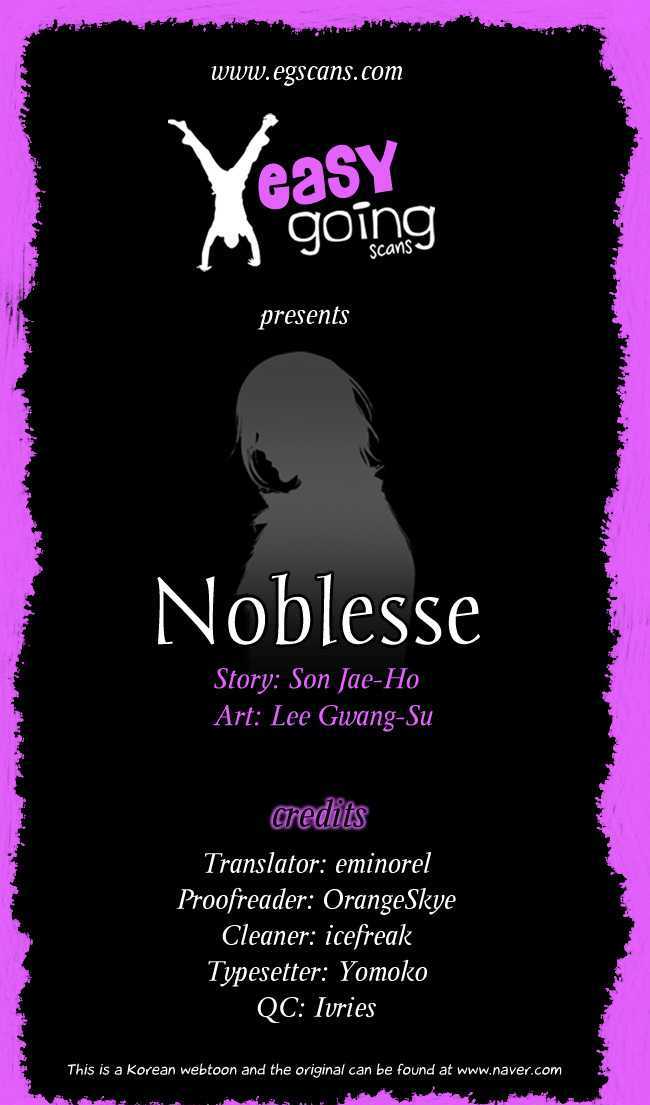 www.egscans.com
easy
going
scans
presents
Noblesse
Story: Son Jae-Ho
Art: Lee Gwang-Su
credits
Translator: eminorel
Proofreader: OrangeSkye
Cleaner: icefreak
Typesetter: Yomoko
QC: Ivries
This is a Korean webtoon and the original can be found at www.naver.com